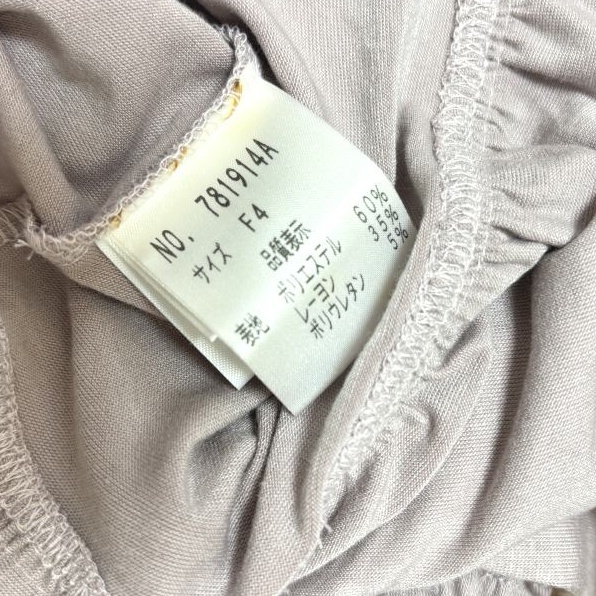 NO. 781914A
サイズ F4
品質表示
表地 ポリエステル 60%
レーヨン 35%
ポリウレタン 5%